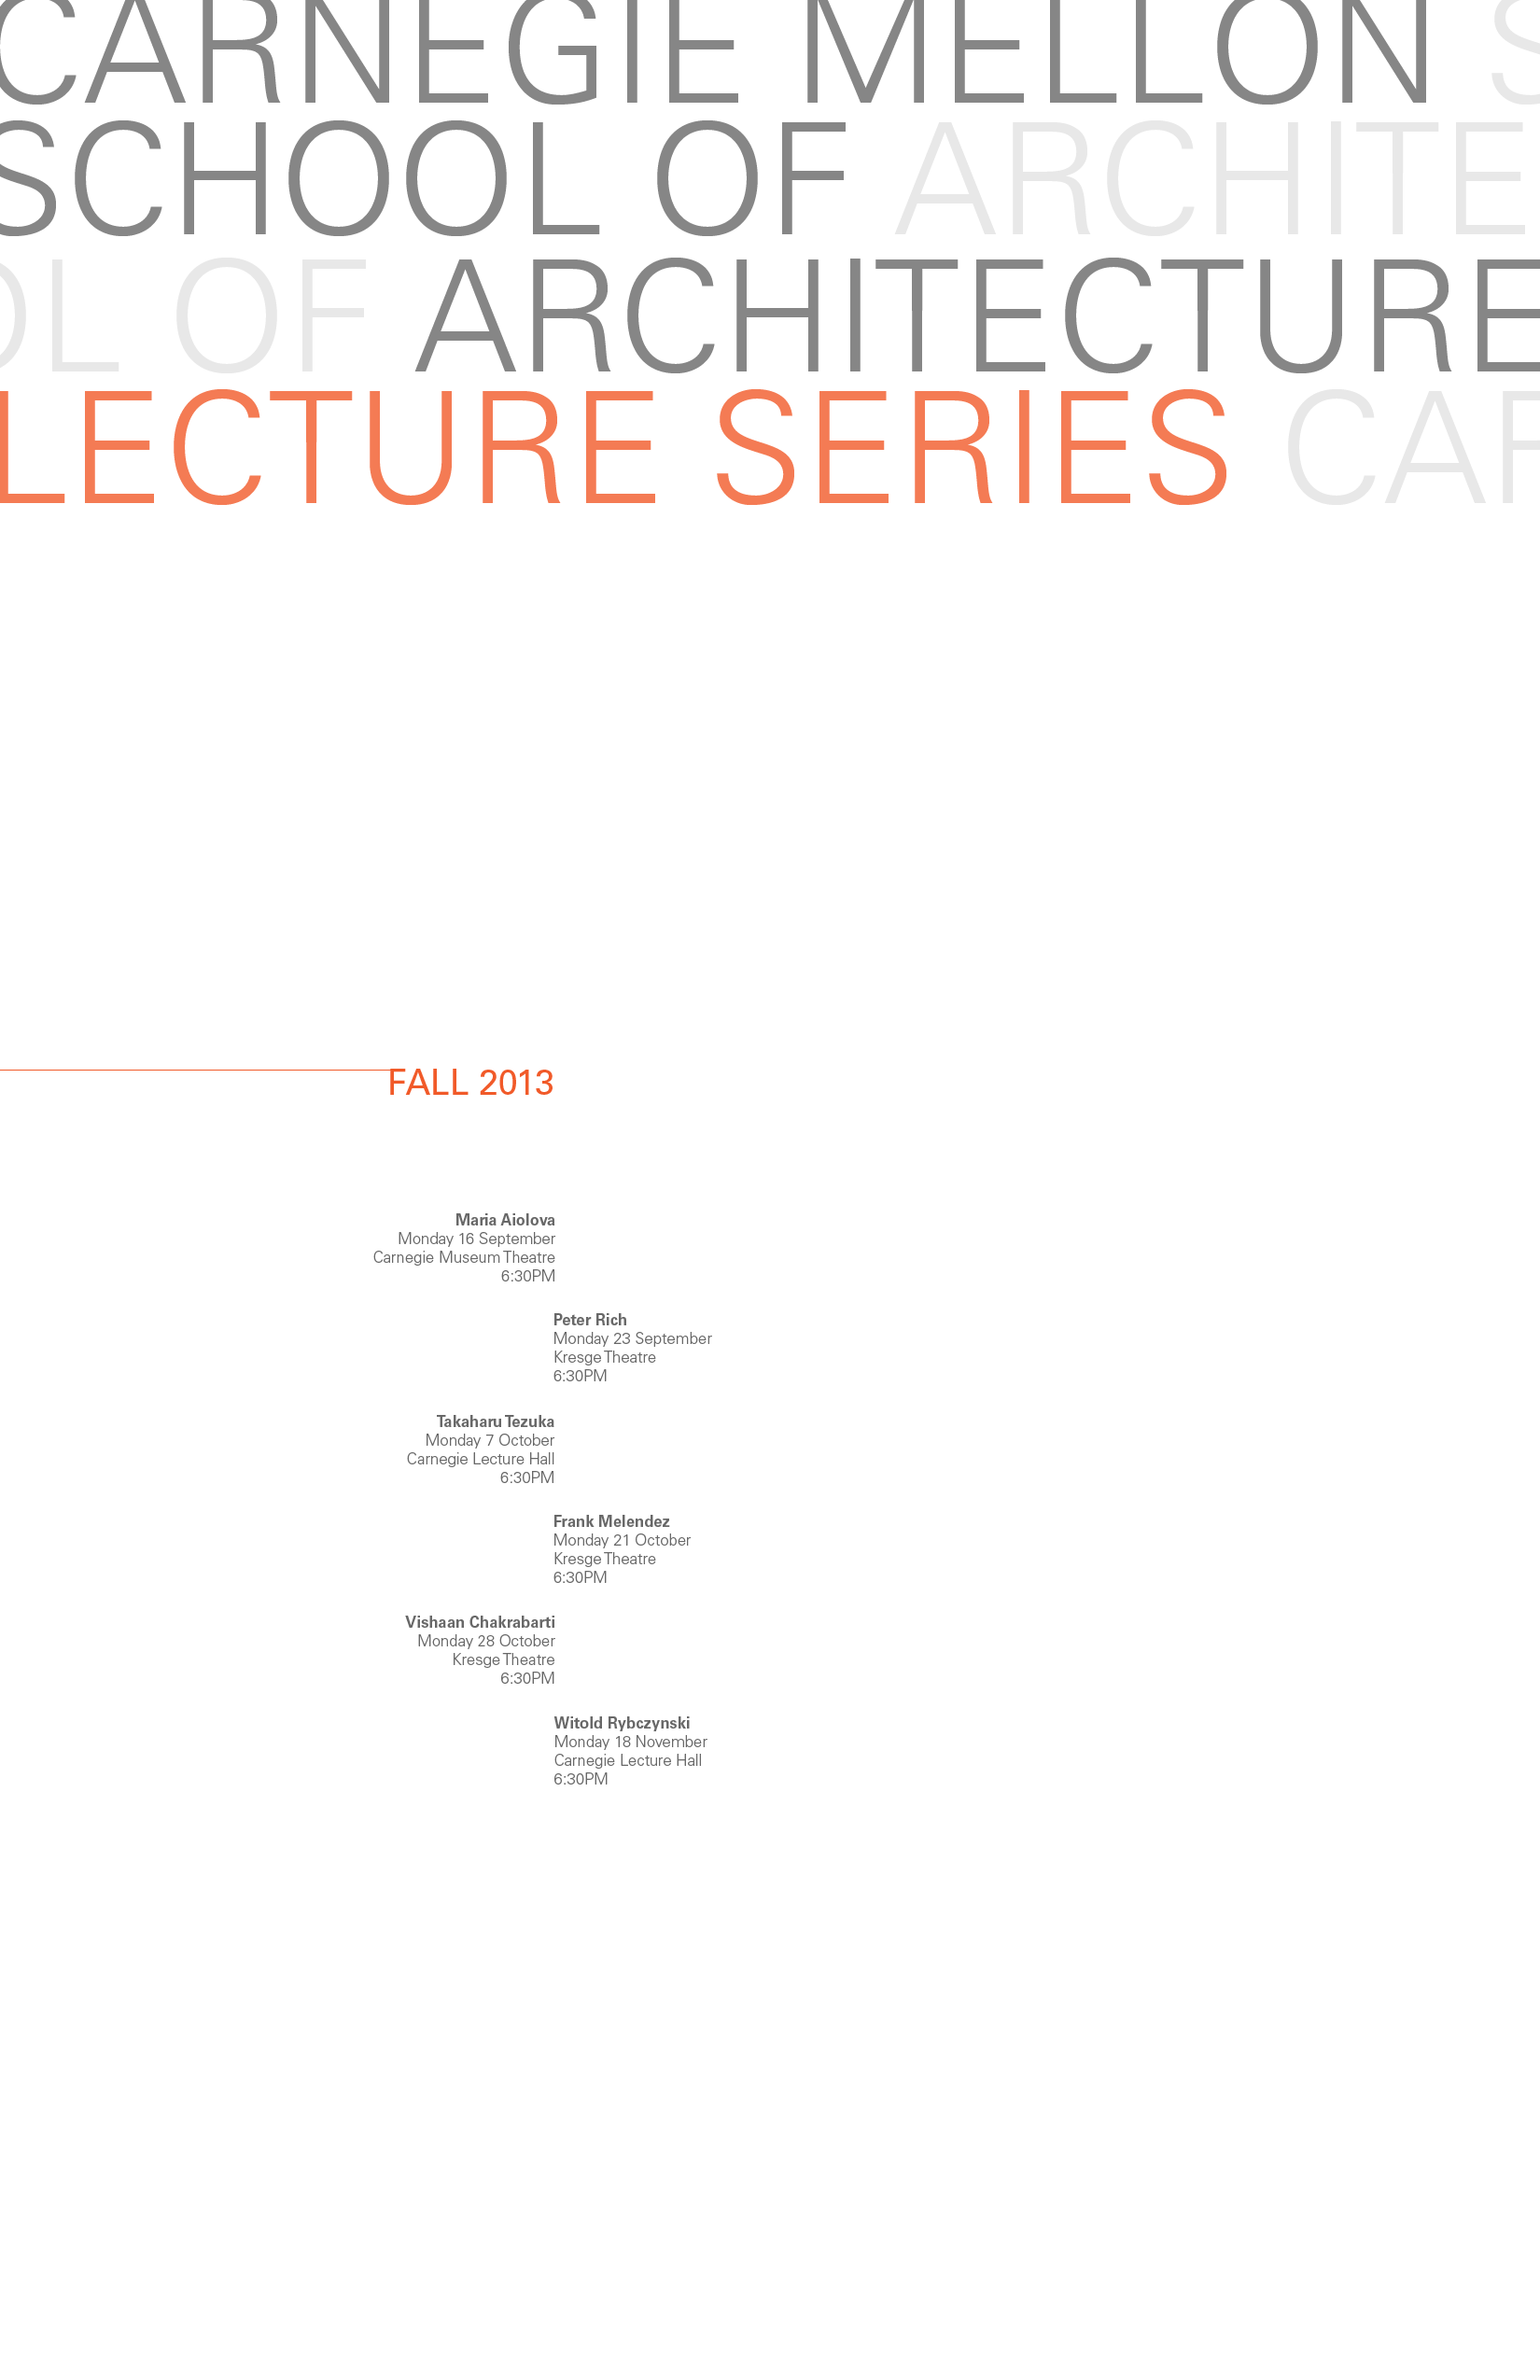 CARNEGIE MELLON S
SCHOOL OF ARCHITE
OL OF ARCHITECTURE
LECTURE SERIES CAR
FALL 2013
Maria Aiolova
Monday 16 September
Carnegie Museum Theatre
6:30PM
Peter Rich
Monday 23 September
Kresge Theatre
6:30PM
Takaharu Tezuka
Monday 7 October
Carnegie Lecture Hall
6:30PM
Frank Melendez
Monday 21 October
Kresge Theatre
6:30PM
Vishaan Chakrabarti
Monday 28 October
Kresge Theatre
6:30PM
Witold Rybczynski
Monday 18 November
Carnegie Lecture Hall
6:30PM